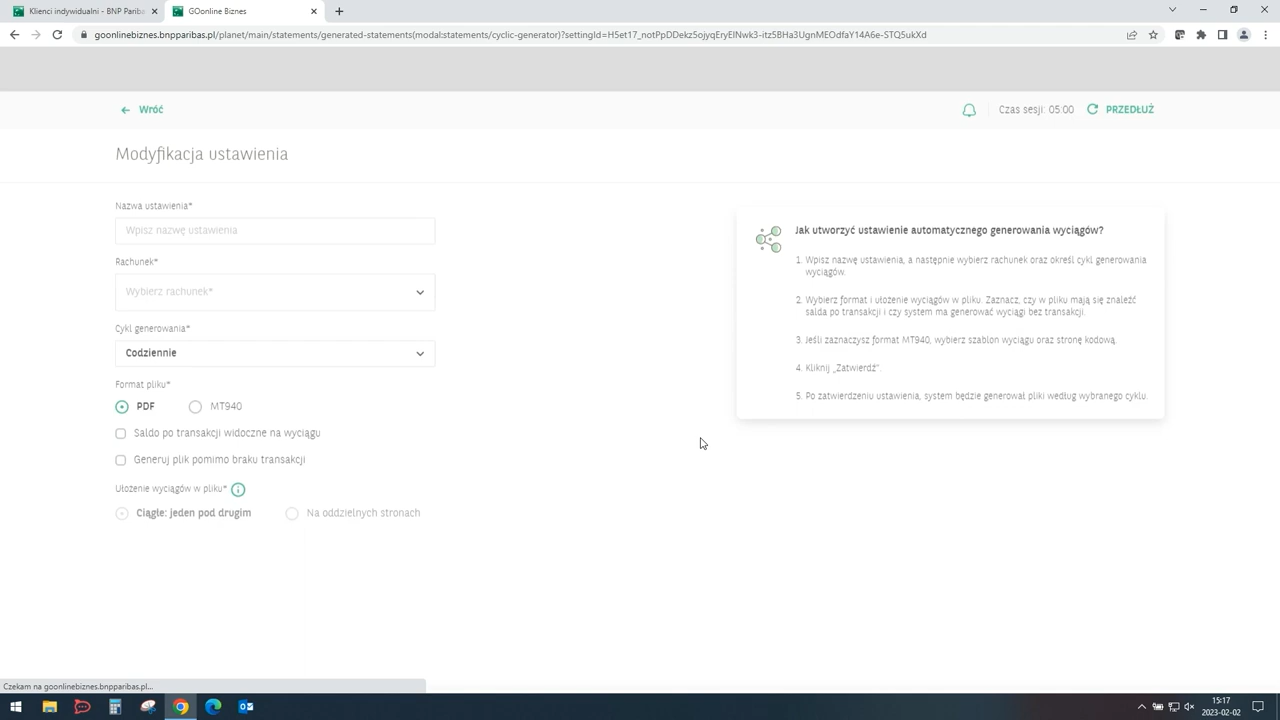 Klienci indywidualni - BNP Pariba
GOonline Biznes
goonlinebiznes.bnpparibas.pl/planet/main/statements/generated-statements(modal:statements/cyclic-generator)?settingId=H5et17_notPpDDekz5ojyqEryEINwk3-itz5BHa3UgnMEOdfaY14A6e-STQ5ukXd
Wróć
Czas sesji: 05:00
PRZEDŁUŻ
Modyfikacja ustawienia
Nazwa ustawienia*
Wpisz nazwę ustawienia
Rachunek*
Wybierz rachunek*
Cykl generowania*
Codziennie
Format pliku*
PDF
MT940
Saldo po transakcji widoczne na wyciągu
Generuj plik pomimo braku transakcji
Ułożenie wyciągów w pliku*
Ciągłe: jeden pod drugim
Na oddzielnych stronach
Jak utworzyć ustawienie automatycznego generowania wyciągów?
1. Wpisz nazwę ustawienia, a następnie wybierz rachunek oraz określ cykl generowania
wyciągów.
2. Wybierz format i ułożenie wyciągów w pliku. Zaznacz, czy w pliku mają się znaleźć
salda po transakcji i czy system ma generować wyciągi bez transakcji.
3. Jeśli zaznaczysz format MT940, wybierz szablon wyciągu oraz stronę kodową.
4. Kliknij „Zatwierdź”.
5. Po zatwierdzeniu ustawienia, system będzie generował pliki według wybranego cyklu.
Czekam na goonlinebiznes.bnpparibas.pl...
15:17
2023-02-02